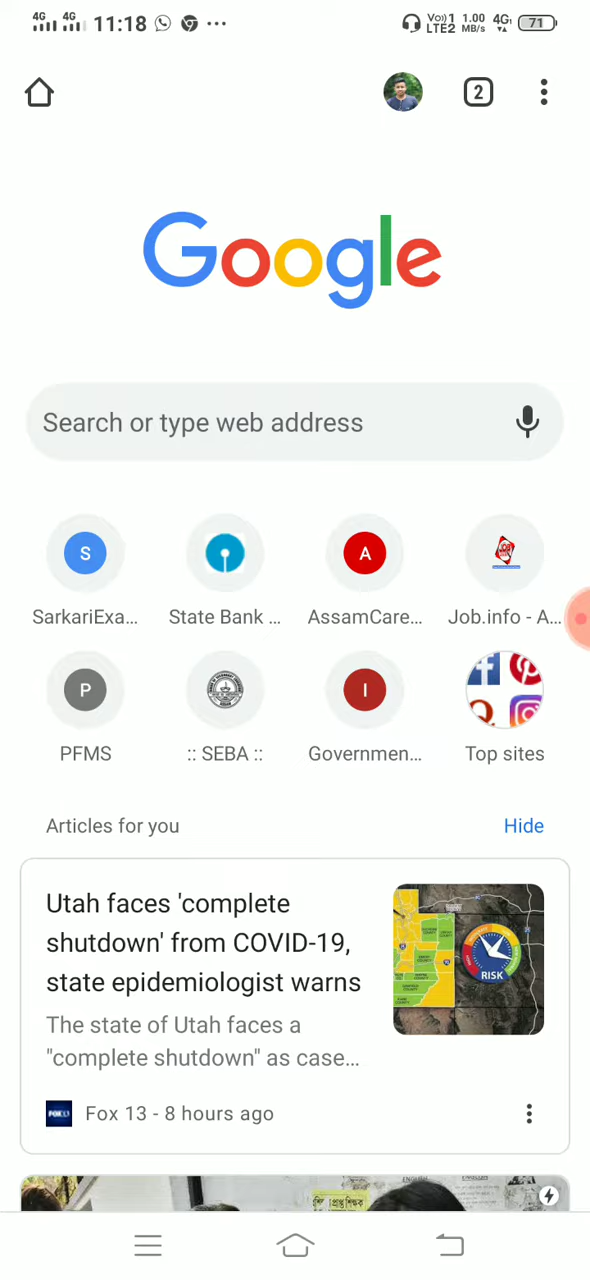 4G 4G 11:18 Vo))1 LTE2 1.00 MB/s 4G 71
2
Google
Search or type web address
S A
SarkariExa... State Bank ... AssamCare... Job.info - A...
P I
PFMS :: SEBA :: Governmen... Top sites
Articles for you Hide
Utah faces 'complete
shutdown' from COVID-19,
state epidemiologist warns
RISK
The state of Utah faces a
"complete shutdown" as case...
Fox 13 - 8 hours ago